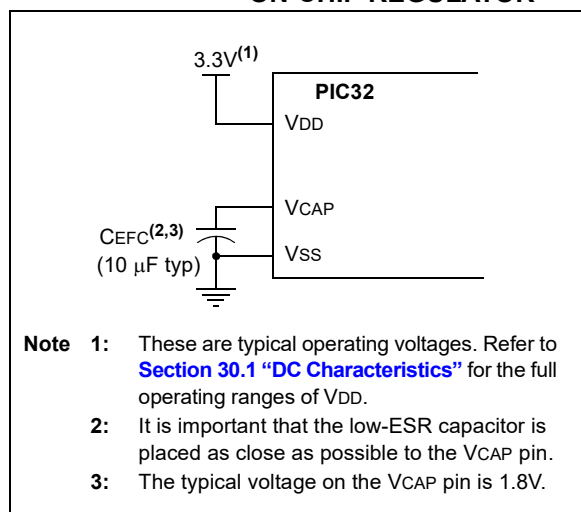 ON-CHIP REGULATOR
3.3V(1)
PIC32
VDD
VCAP
CEFC(2,3)
(10 μF typ)
VSS
Note 1: These are typical operating voltages. Refer to
Section 30.1 “DC Characteristics” for the full
operating ranges of VDD.
2: It is important that the low-ESR capacitor is
placed as close as possible to the VCAP pin.
3: The typical voltage on the VCAP pin is 1.8V.